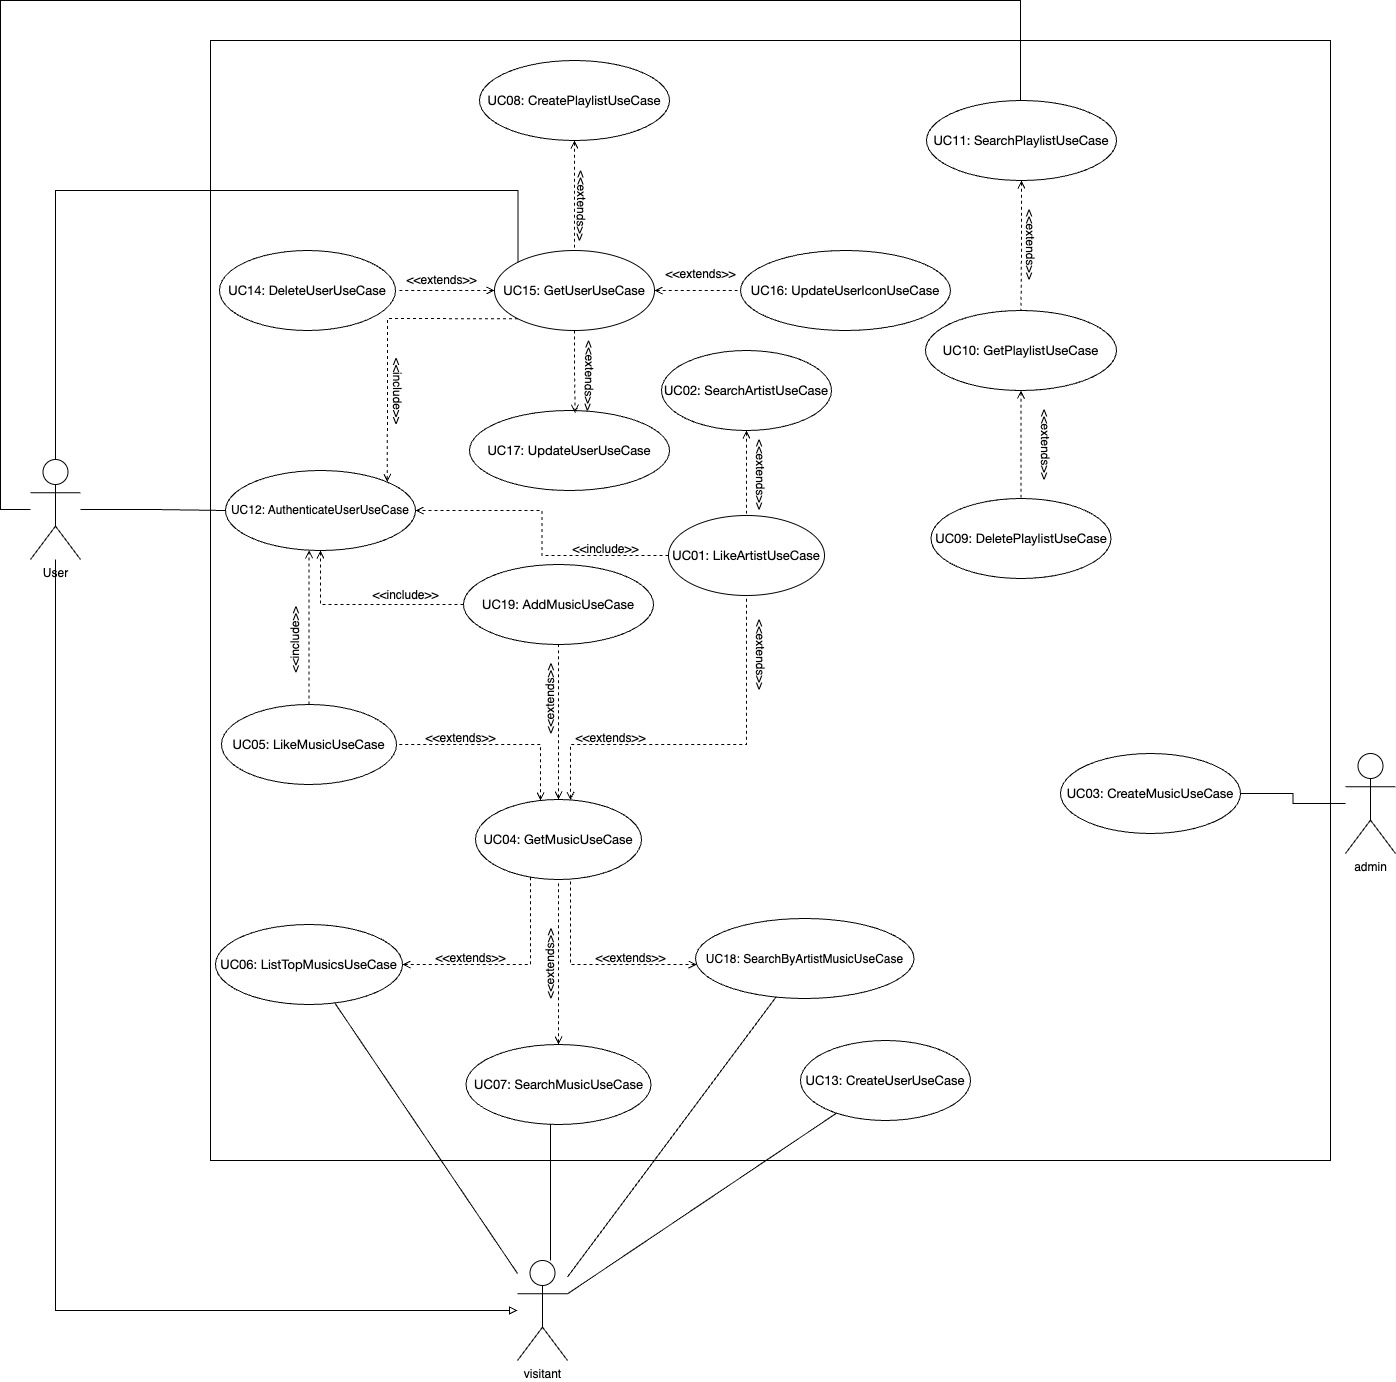 UC08: CreatePlaylistUseCase
UC11: SearchPlaylistUseCase
<<extends>>
<<extends>>
UC14: DeleteUserUseCase
<<extends>>
UC15: GetUserUseCase
<<extends>>
UC16: UpdateUserIconUseCase
UC10: GetPlaylistUseCase
<<include>>
<<extends>>
UC02: SearchArtistUseCase
<<extends>>
UC17: UpdateUserUseCase
<<extends>>
UC12: AuthenticateUserUseCase
UC09: DeletePlaylistUseCase
<<include>>
UC01: LikeArtistUseCase
User
<<include>>
UC19: AddMusicUseCase
<<include>>
<<extends>>
<<extends>>
UC05: LikeMusicUseCase
<<extends>>
<<extends>>
UC03: CreateMusicUseCase
UC04: GetMusicUseCase
admin
UC06: ListTopMusicsUseCase
<<extends>>
<<extends>>
<<extends>>
UC18: SearchByArtistMusicUseCase
UC07: SearchMusicUseCase
UC13: CreateUserUseCase
visitant